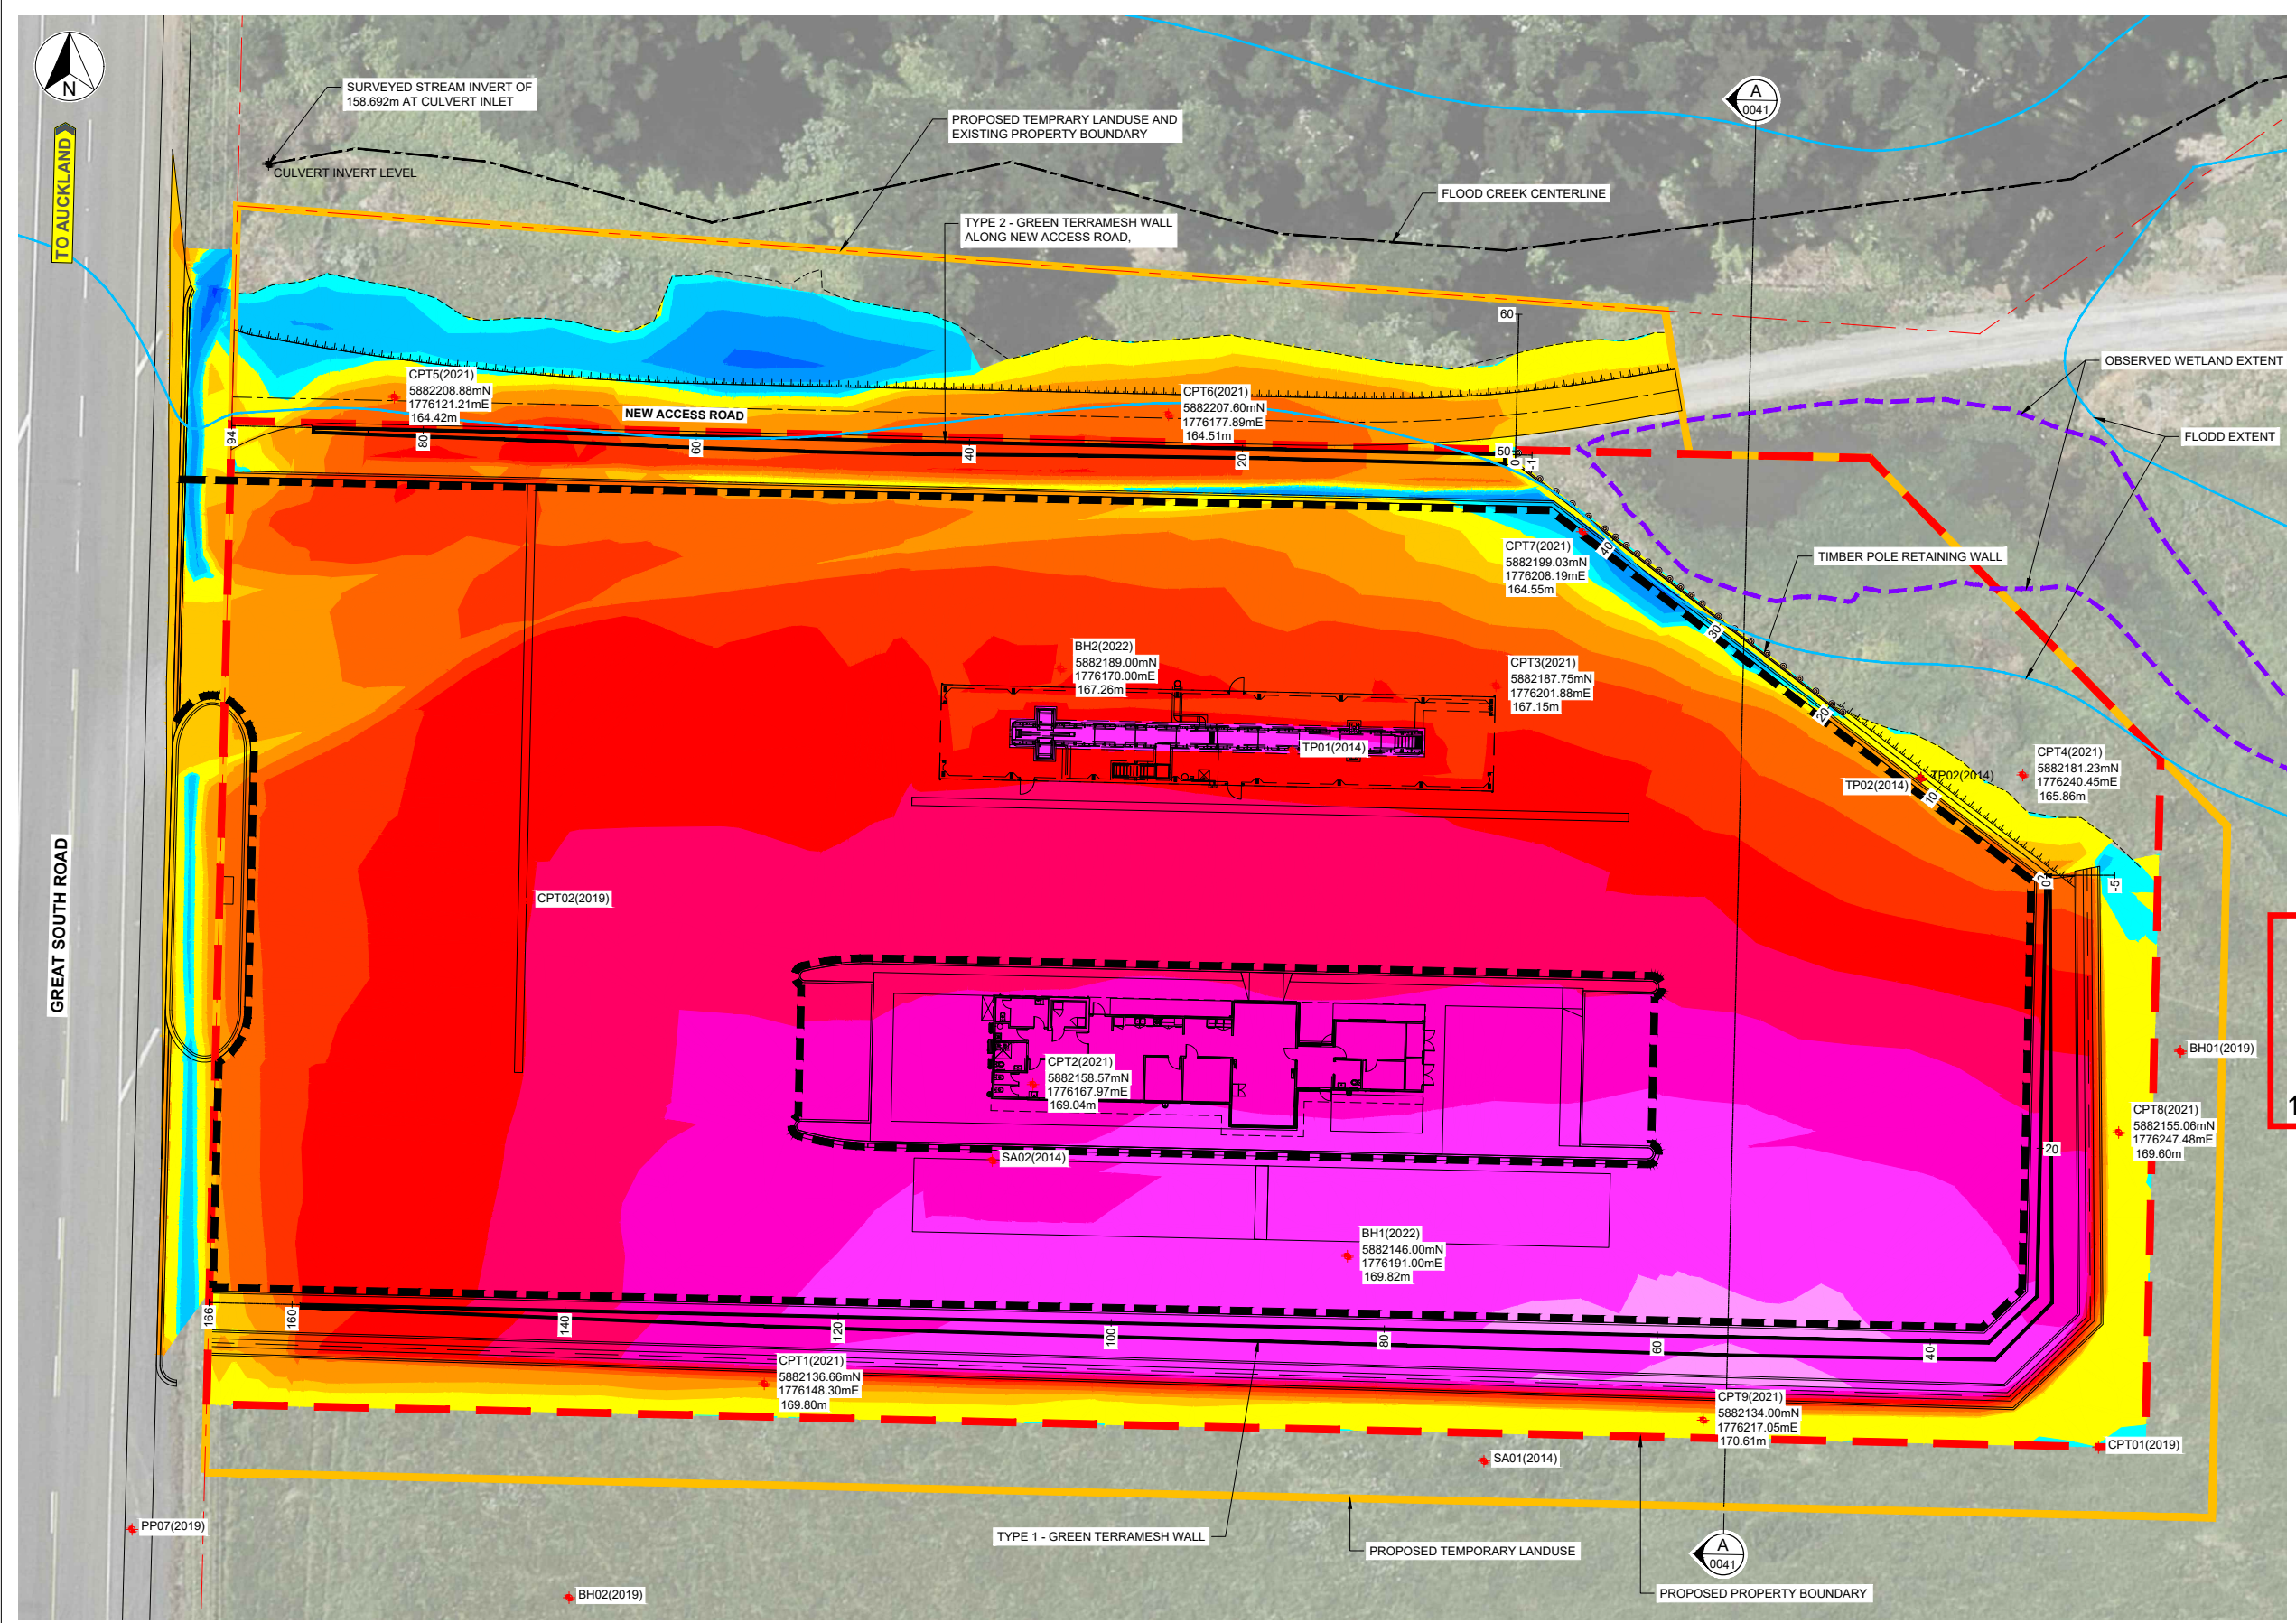 N
TO AUCKLAND
SURVEYED STREAM INVERT OF
158.692m AT CULVERT INLET
CULVERT INVERT LEVEL
PROPOSED TEMPRARY LANDUSE AND
EXISTING PROPERTY BOUNDARY
A
0041
FLOOD CREEK CENTERLINE
TYPE 2 - GREEN TERRAMESH WALL
ALONG NEW ACCESS ROAD,
60
OBSERVED WETLAND EXTENT
CPT5(2021)
5882208.88mN
1776121.21mE
164.42m
NEW ACCESS ROAD
CPT6(2021)
5882207.60mN
1776177.89mE
164.51m
FLODD EXTENT
94
80
60
40
20
50
0
-1
CPT7(2021)
5882199.03mN
1776208.19mE
164.55m
40
TIMBER POLE RETAINING WALL
30
BH2(2022)
5882189.00mN
1776170.00mE
167.26m
CPT3(2021)
5882187.75mN
1776201.88mE
167.15m
20
TP01(2014)
CPT4(2021)
5882181.23mN
1776240.45mE
165.86m
TP02(2014)
TP02(2014)
10
GREAT SOUTH ROAD
CPT02(2019)
0
-5
BH01(2019)
CPT2(2021)
5882158.57mN
1776167.97mE
169.04m
1
CPT8(2021)
5882155.06mN
1776247.48mE
169.60m
20
SA02(2014)
BH1(2022)
5882146.00mN
1776191.00mE
169.82m
166
160
140
120
100
80
60
40
CPT1(2021)
5882136.66mN
1776148.30mE
169.80m
CPT9(2021)
5882134.00mN
1776217.05mE
170.61m
CPT01(2019)
SA01(2014)
PP07(2019)
TYPE 1 - GREEN TERRAMESH WALL
PROPOSED TEMPORARY LANDUSE
A
0041
PROPOSED PROPERTY BOUNDARY
BH02(2019)